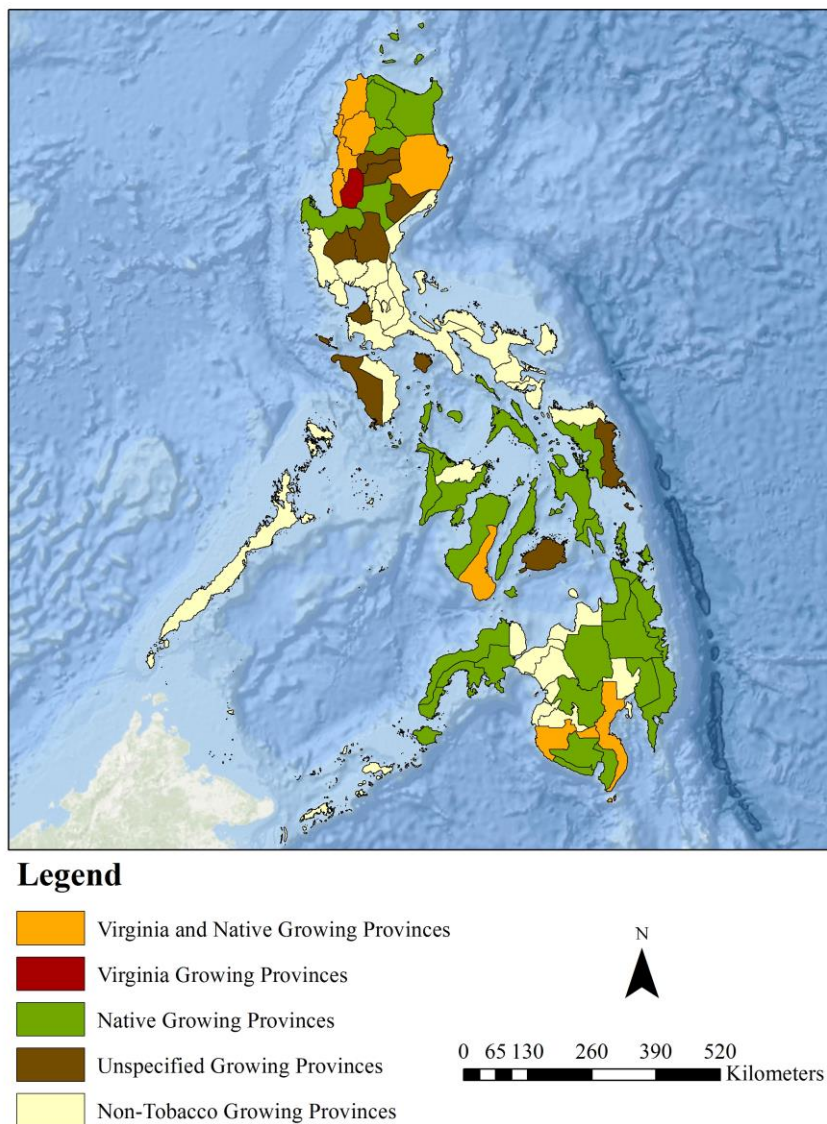 Legend
Virginia and Native Growing Provinces
Virginia Growing Provinces
Native Growing Provinces
Unspecified Growing Provinces
Non-Tobacco Growing Provinces
N
0 65 130 260 390 520
Kilometers